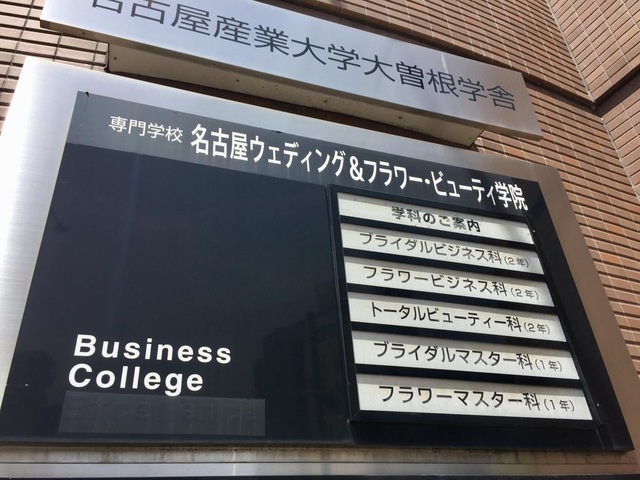 名古屋産業大学大曽根学舎
専門学校 名古屋ウェディング&フラワー・ビューティ学院
学科のご案内
ブライダルビジネス科(2年)
フラワービジネス科(2年)
トータルビューティー科(2年)
ブライダルマスター科(1年)
フラワーマスター科(1年)
Business
College